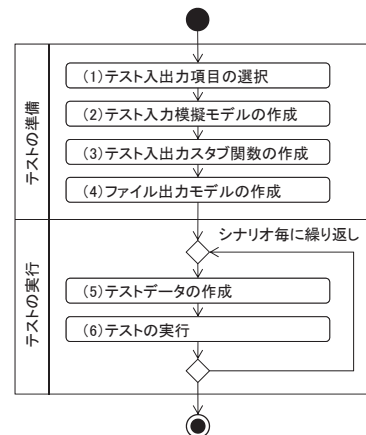 テストの準備
(1)テスト入出力項目の選択
(2)テスト入力模擬モデルの作成
(3)テスト入出力スタブ関数の作成
(4)ファイル出力モデルの作成
テストの実行
シナリオ毎に繰り返し
(5)テストデータの作成
(6)テストの実行